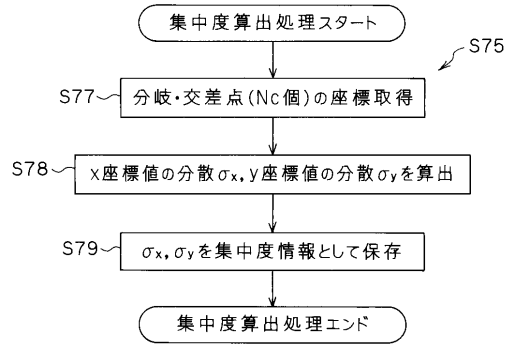 集中度算出処理スタート
S75
S77
分岐・交差点(Nc個)の座標取得
S78
x座標値の分散σx,y座標値の分散σyを算出
S79
σx,σyを集中度情報として保存
集中度算出処理エンド